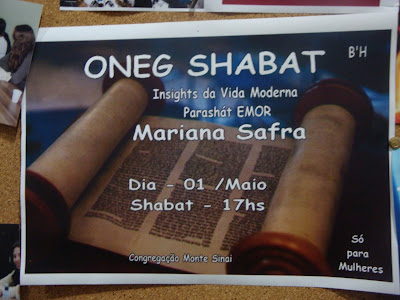 B'H
ONEG SHABAT
Insights da Vida Moderna
Parashát EMOR
Mariana Safra
Dia - 01 /Maio
Shabat - 17hs
Congregação Monte Sinai
Só
para
Mulheres